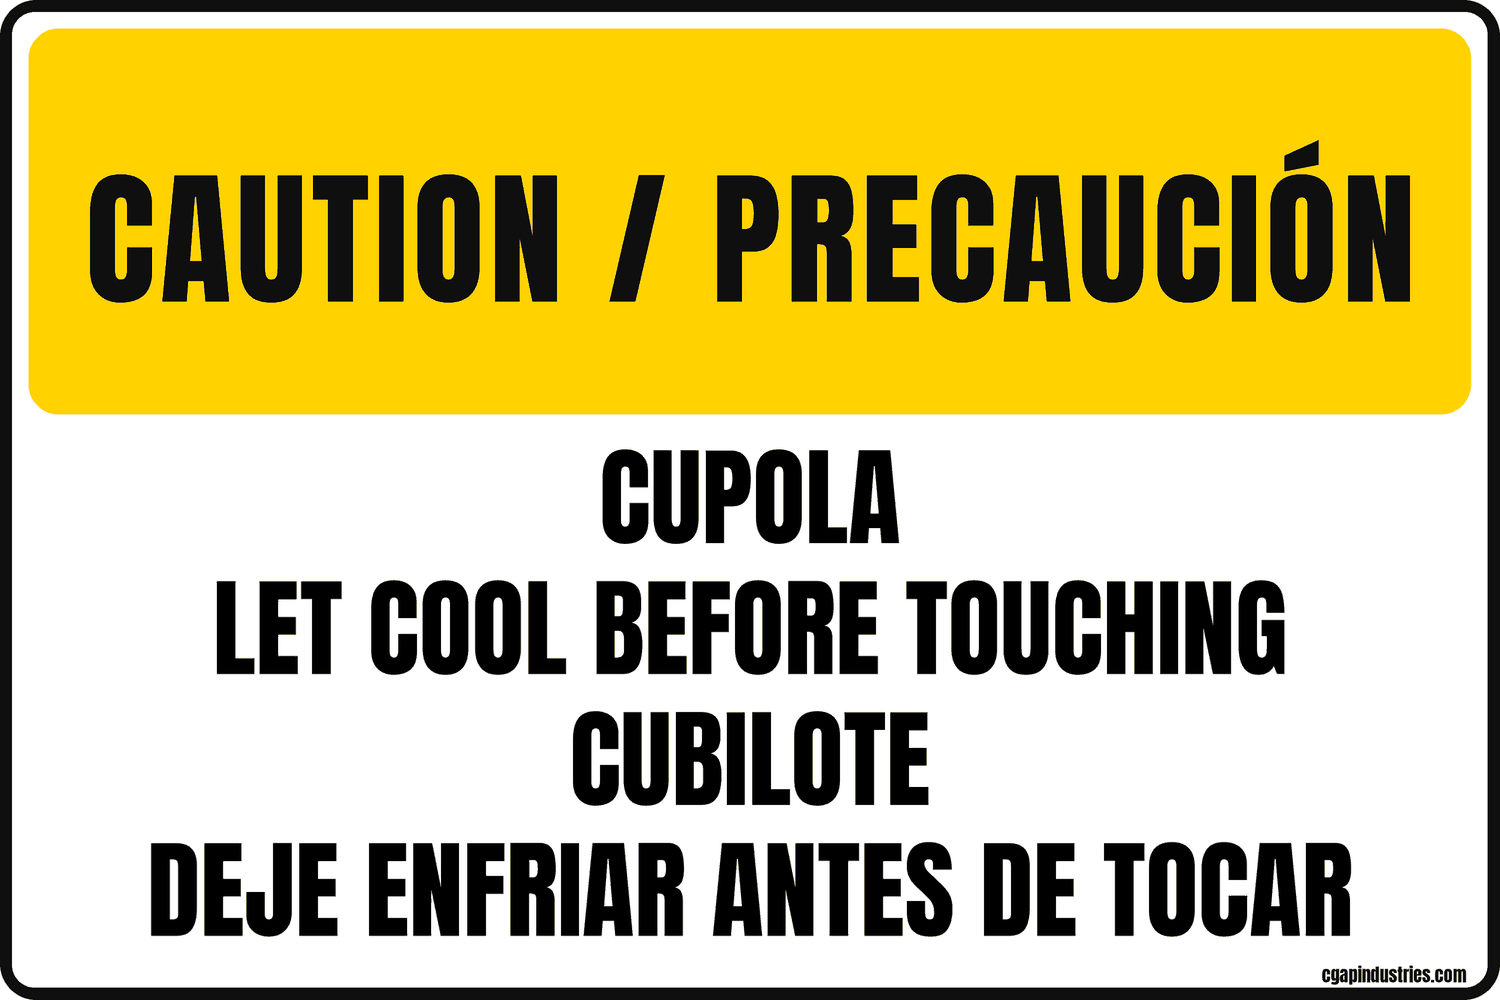 CAUTION / PRECAUCIÓN
CUPOLA
LET COOL BEFORE TOUCHING
CUBILOTE
DEJE ENFRIAR ANTES DE TOCAR
cgapindustries.com